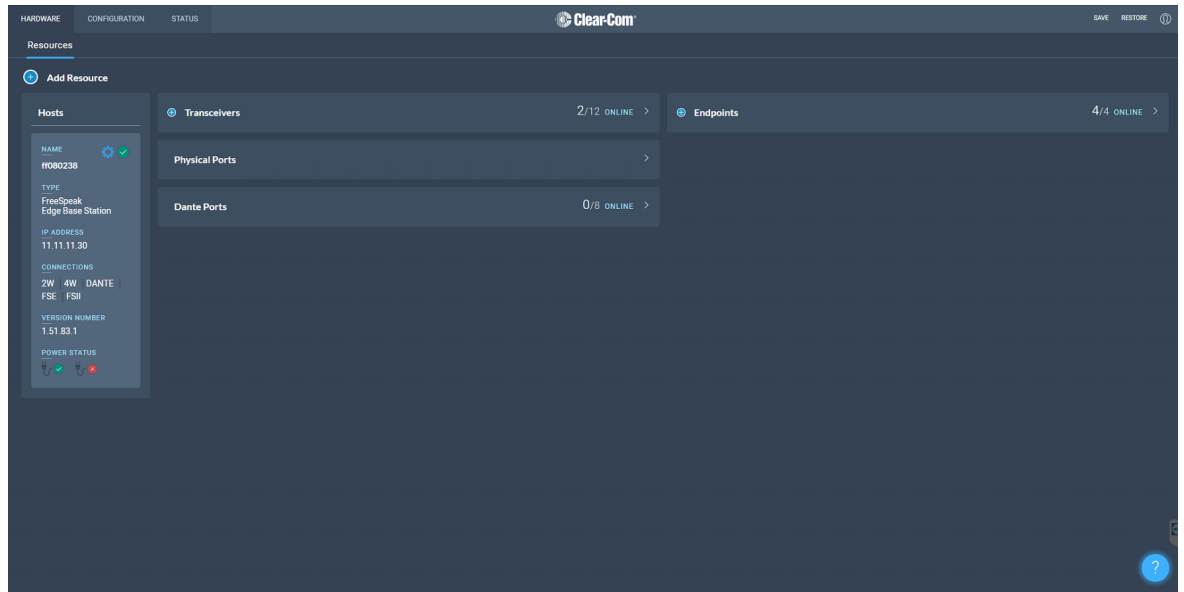 HARDWARE CONFIGURATION STATUS Clear-Com SAVE RESTORE
Resources
Add Resource
Hosts
NAME
ff080238
TYPE
FreeSpeak
Edge Base Station
IP ADDRESS
11.11.11.30
CONNECTIONS
2W 4W DANTE
FSE FSII
VERSION NUMBER
1.51.83.1
POWER STATUS
Transceivers 2/12 ONLINE
Physical Ports
Dante Ports 0/8 ONLINE
Endpoints 4/4 ONLINE
?